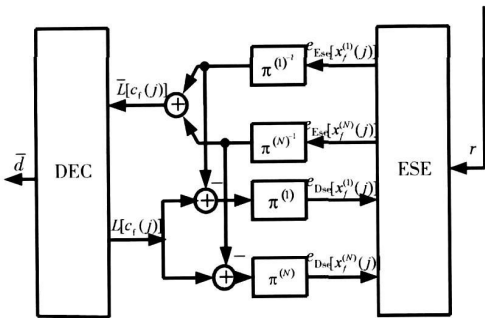 e_Ese[x_f^(1)(j)]
π^(1)^-1
L̄[c_f(j)]
e_Ese[x_f^(N)(j)]
π^(N)^-1
d̄
DEC
ESE
r
−
e_Dse[x_f^(1)(j)]
π^(1)
L[c_f(j)]
−
e_Dse[x_f^(N)(j)]
π^(N)